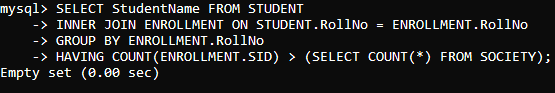 mysql> SELECT StudentName FROM STUDENT
    -> INNER JOIN ENROLLMENT ON STUDENT.RollNo = ENROLLMENT.RollNo
    -> GROUP BY ENROLLMENT.RollNo
    -> HAVING COUNT(ENROLLMENT.SID) > (SELECT COUNT(*) FROM SOCIETY);
Empty set (0.00 sec)